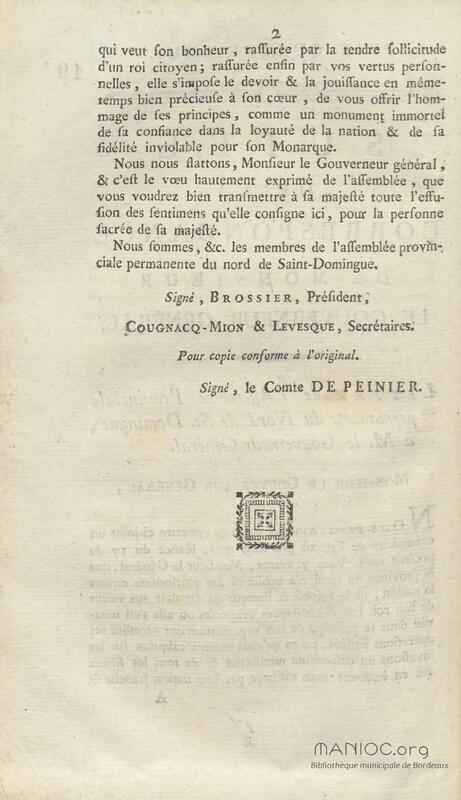 2
qui veut ſon bonheur, raſſurée par la tendre ſollicitude
d'un roi citoyen; raſſurée enfin par vos vertus perſon-
nelles, elle s'impoſe le devoir & la jouiſſance en même-
temps bien précieuſe à ſon cœur, de vous offrir l'hom-
mage de ſes principes, comme un monument immortel
de ſa confiance dans la loyauté de la nation & de ſa
fidélité inviolable pour ſon Monarque.
Nous nous flattons, Monſieur le Gouverneur général,
& c'eſt le vœu hautement exprimé de l'aſſemblée, que
vous voudrez bien tranſmettre à ſa majeſté toute l'effu-
ſion des ſentimens qu'elle conſigne ici, pour la perſonne
ſacrée de ſa majeſté.
Nous ſommes, &c. les membres de l'aſſemblée provin-
ciale permanente du nord de Saint-Domingue.
Signé, BROSSIER, Préſident,
COUGNACQ-MION & LEVESQUE, Secrétaires.
Pour copie conforme à l'original.
Signé, le Comte DE PEINIER.
MANIOC.org
Bibliothèque municipale de Bordeaux